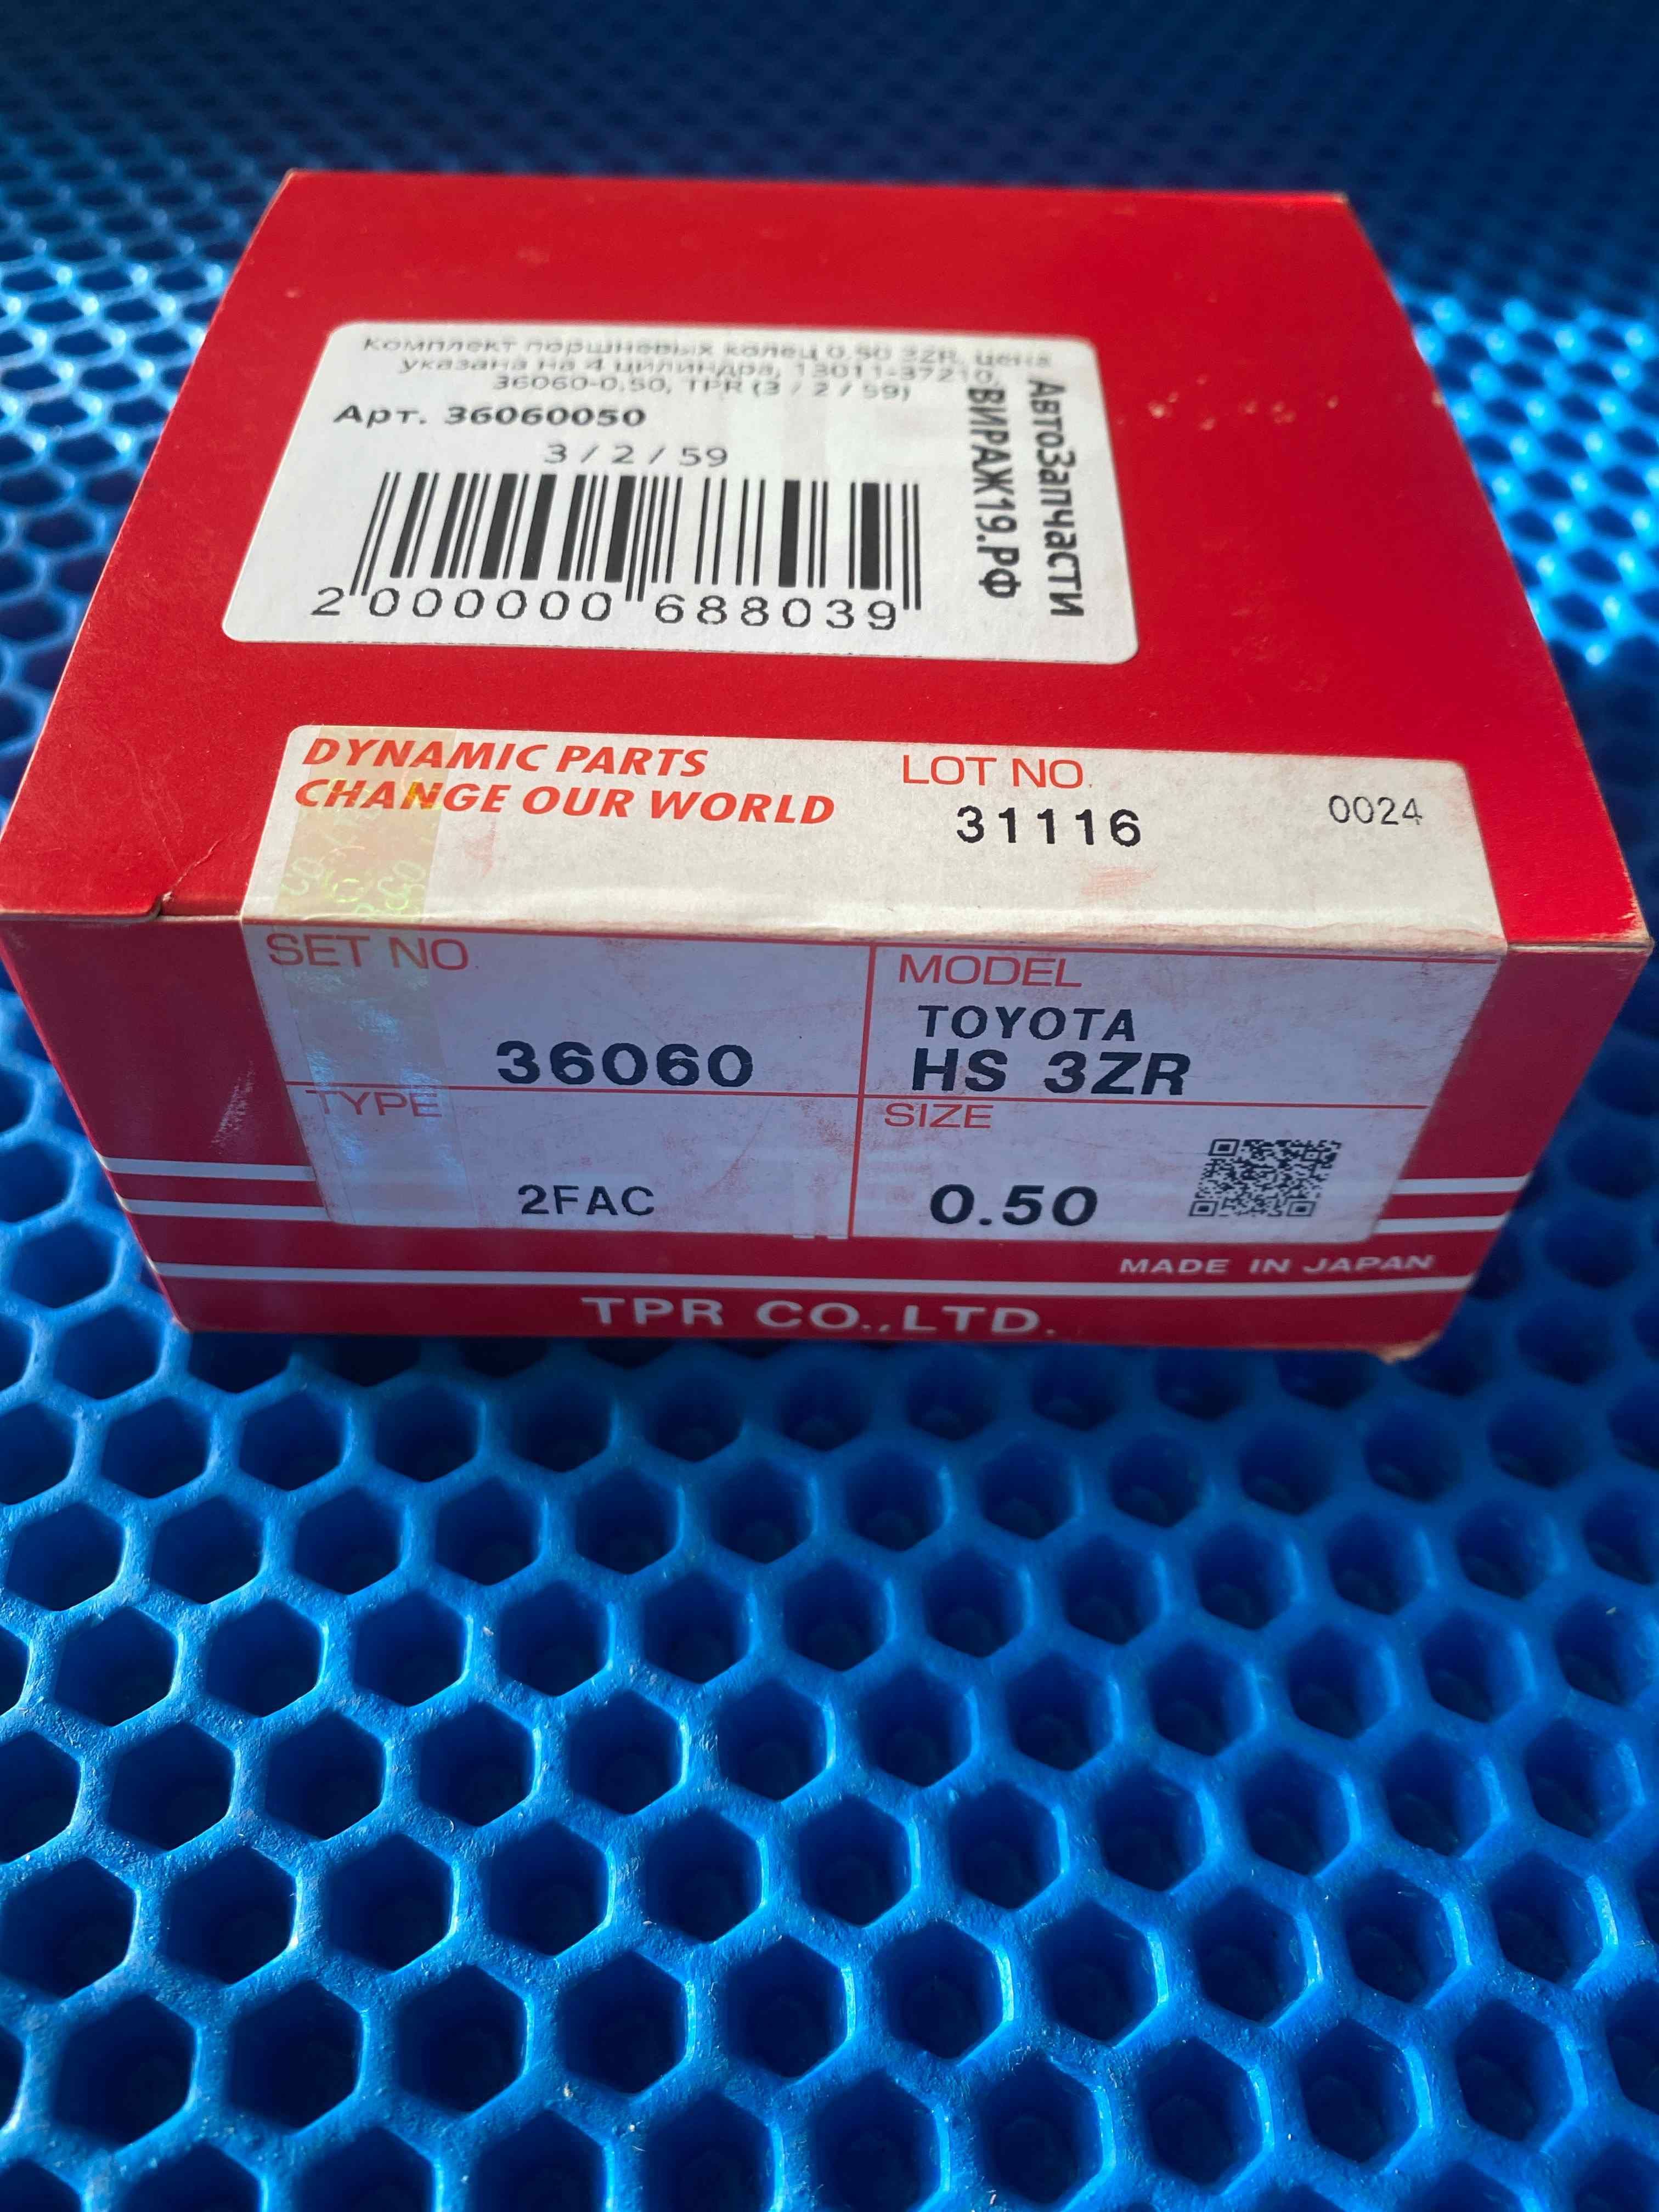 Комплект поршневых колец 0.50 3ZR, цена
указана на 4 цилиндра, 13011-37210,
36060-0.50, TPR (3 / 2 / 59)
Арт. 36060050
3 / 2 / 59
2 000000 688039
АвтоЗапчасти
ВИРАЖ19.РФ
DYNAMIC PARTS
CHANGE OUR WORLD
LOT NO.
31116
0024
SET NO.
36060
MODEL
TOYOTA
HS 3ZR
TYPE
2FAC
SIZE
0.50
MADE IN JAPAN
TPR CO.,LTD.